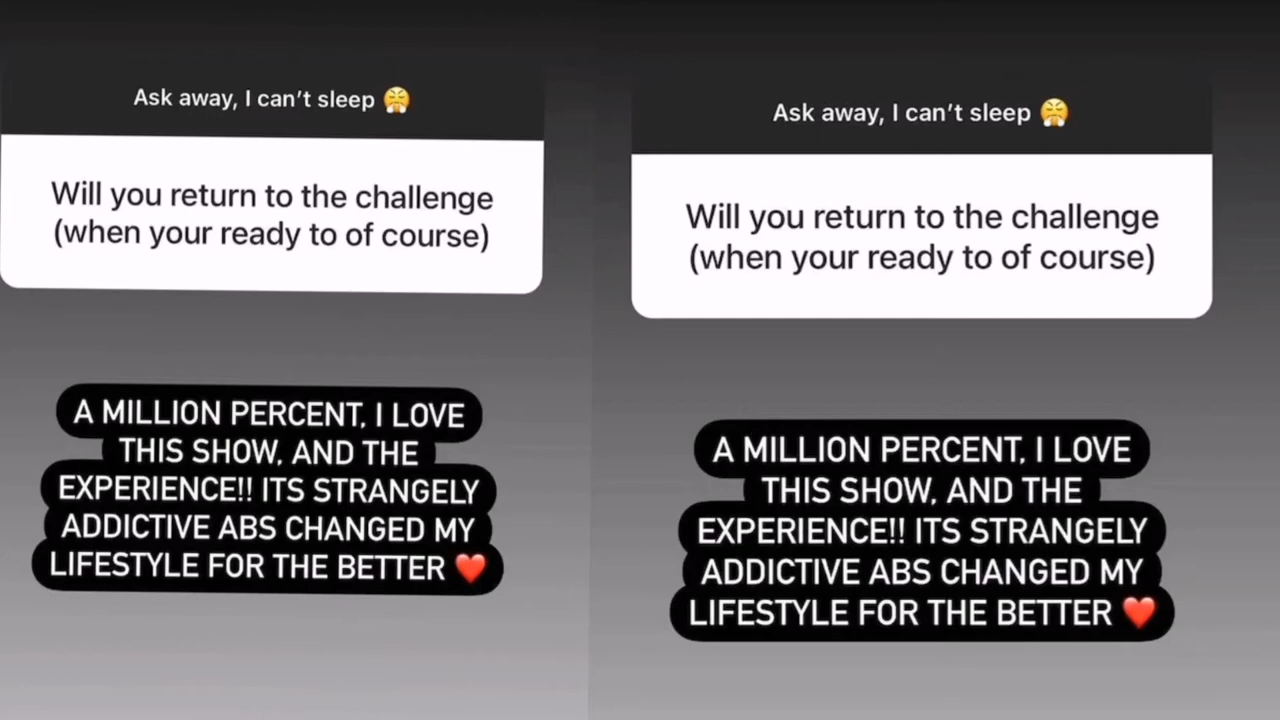 Ask away, I can't sleep 😤
Will you return to the challenge
(when your ready to of course)
A MILLION PERCENT, I LOVE
THIS SHOW, AND THE
EXPERIENCE!! ITS STRANGELY
ADDICTIVE ABS CHANGED MY
LIFESTYLE FOR THE BETTER ❤️
Ask away, I can't sleep 😤
Will you return to the challenge
(when your ready to of course)
A MILLION PERCENT, I LOVE
THIS SHOW, AND THE
EXPERIENCE!! ITS STRANGELY
ADDICTIVE ABS CHANGED MY
LIFESTYLE FOR THE BETTER ❤️